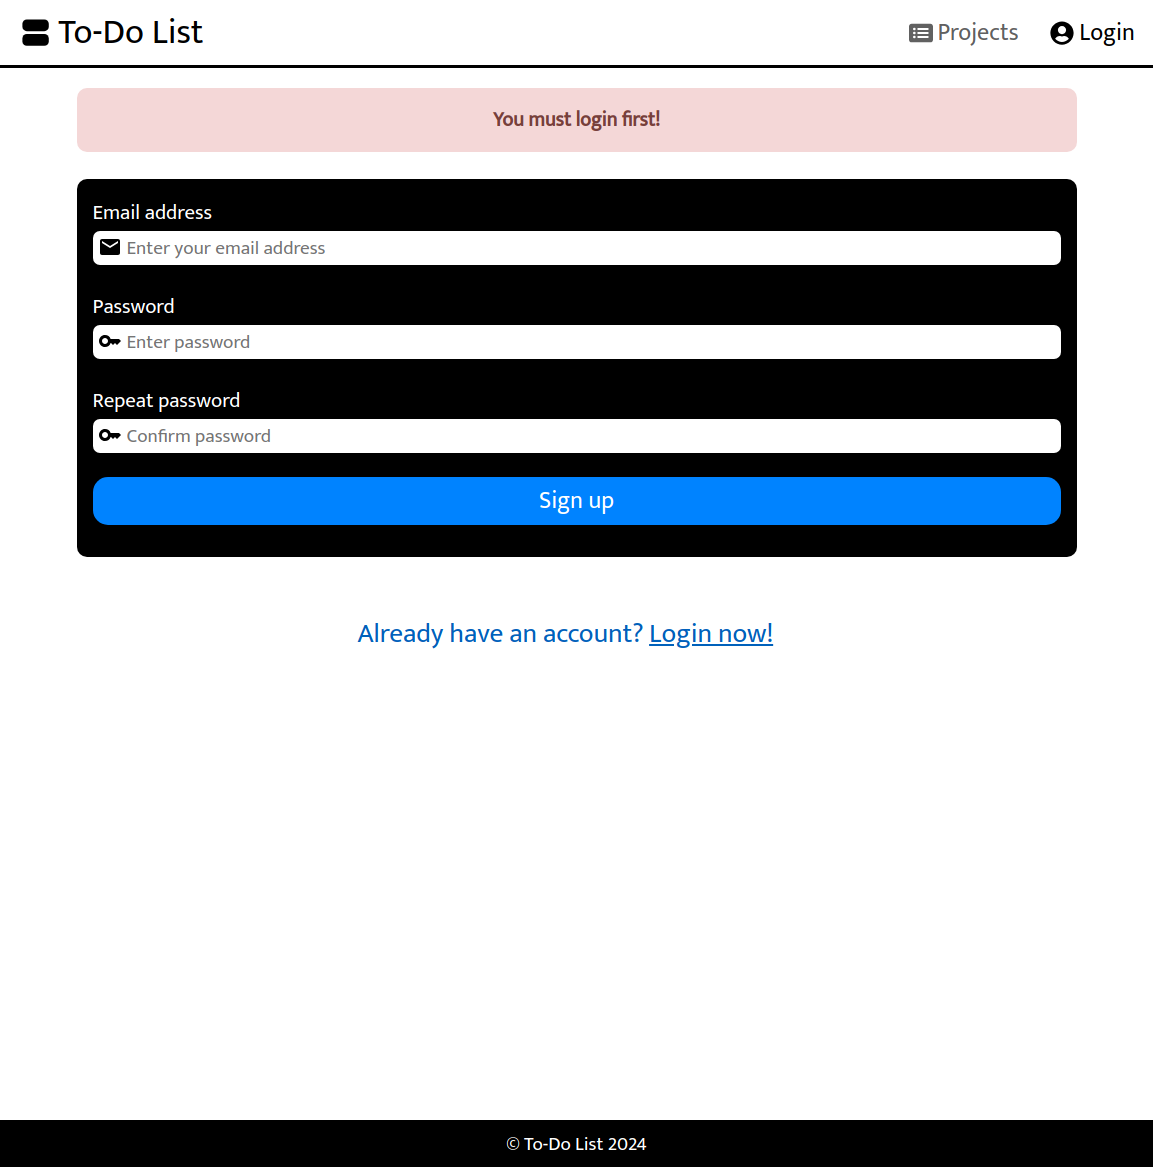 To-Do List
Projects
Login
You must login first!
Email address
Enter your email address
Password
Enter password
Repeat password
Confirm password
Sign up
Already have an account? Login now!
© To-Do List 2024